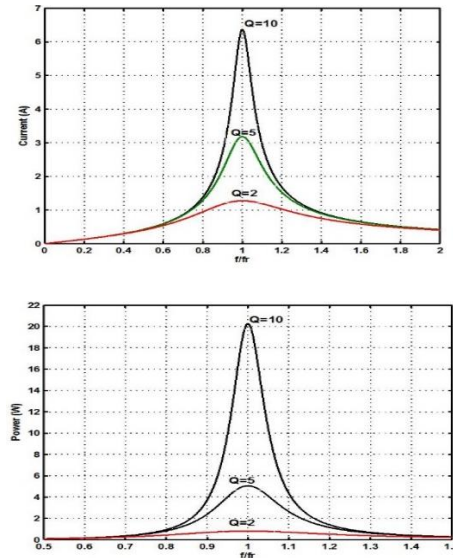 7
6
5
4
3
2
1
0
Current (A)
Q=10
Q=5
Q=2
0 0.2 0.4 0.6 0.8 1 1.2 1.4 1.6 1.8 2
f/fr
22
20
18
16
14
12
10
8
6
4
2
0
Power (W)
Q=10
Q=5
Q=2
0.5 0.6 0.7 0.8 0.9 1 1.1 1.2 1.3 1.4 1.
f/fr